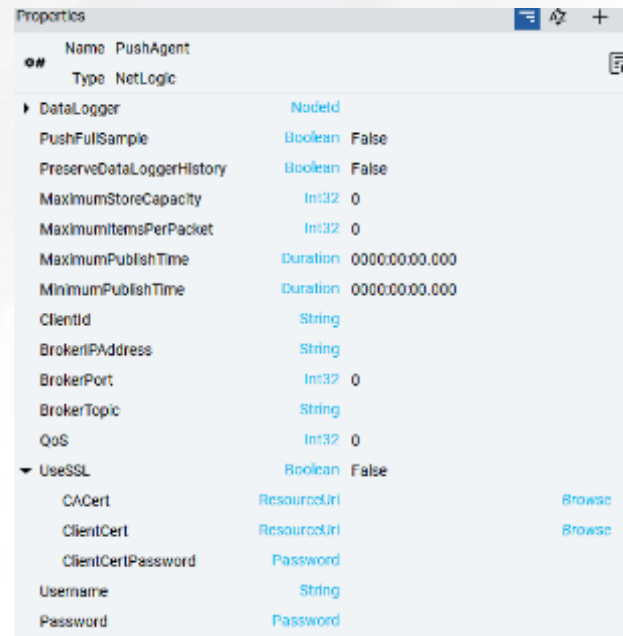 Properties
Name PushAgent
Type NetLogic
DataLogger NodeId
PushFullSample Boolean False
PreserveDataLoggerHistory Boolean False
MaximumStoreCapacity Int32 0
MaximumItemsPerPacket Int32 0
MaximumPublishTime Duration 0000:00:00.000
MinimumPublishTime Duration 0000:00:00.000
ClientId String
BrokerIPAddress String
BrokerPort Int32 0
BrokerTopic String
QoS Int32 0
UseSSL Boolean False
CACert ResourceUri Browse
ClientCert ResourceUri Browse
ClientCertPassword Password
Username String
Password Password